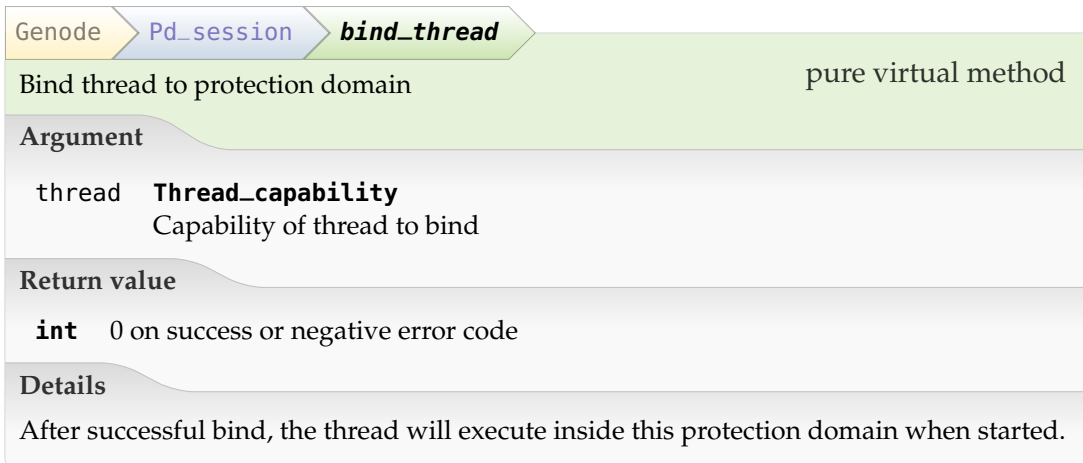 Genode Pd_session bind_thread
Bind thread to protection domain pure virtual method
Argument
thread Thread_capability
Capability of thread to bind
Return value
int 0 on success or negative error code
Details
After successful bind, the thread will execute inside this protection domain when started.